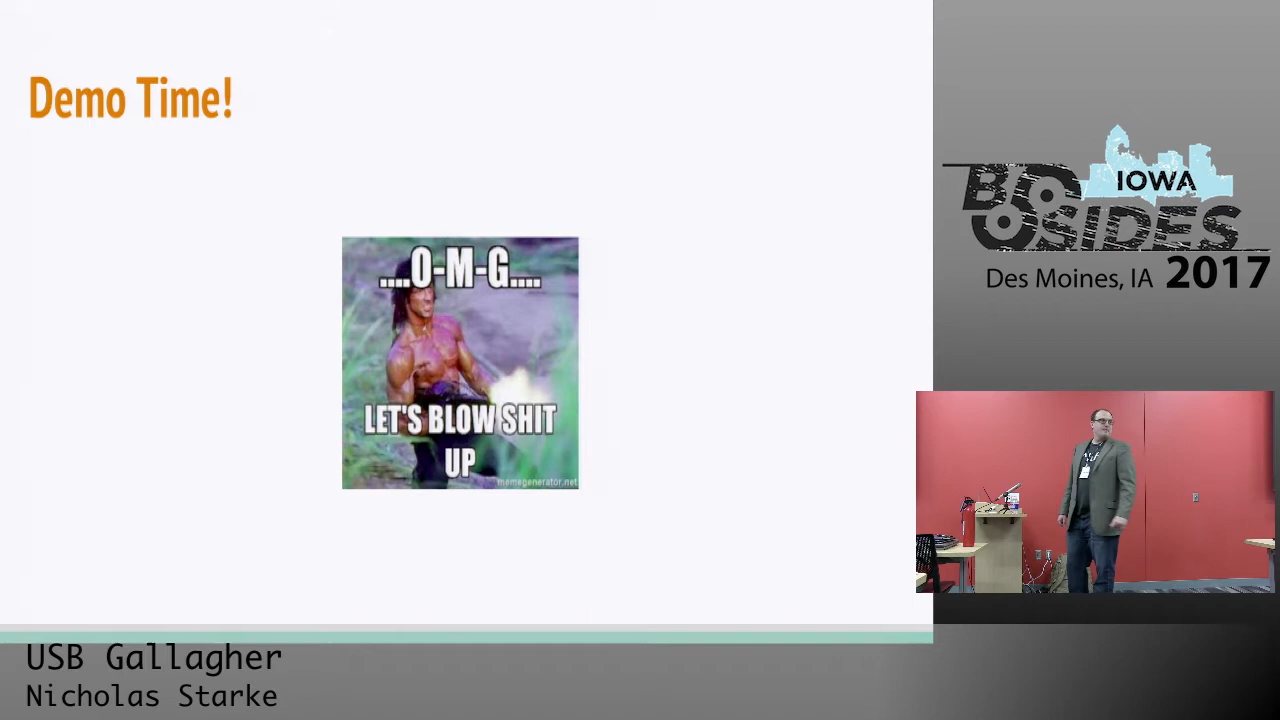 Demo Time!
....O-M-G....
LET'S BLOW SHIT
UP
memegenerator.net
IOWA
BSIDES
Des Moines, IA 2017
USB Gallagher
Nicholas Starke